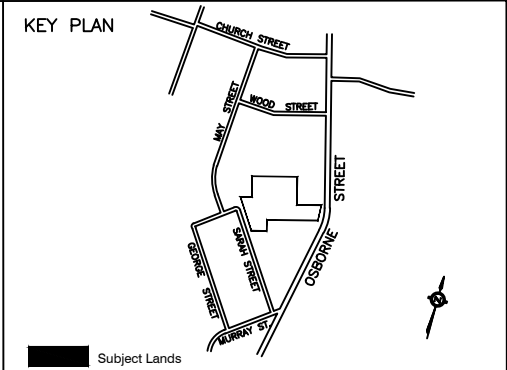 KEY PLAN
CHURCH STREET
MAY STREET
WOOD STREET
OSBORNE STREET
SARAH STREET
GEORGE STREET
MURRAY ST.
Subject Lands